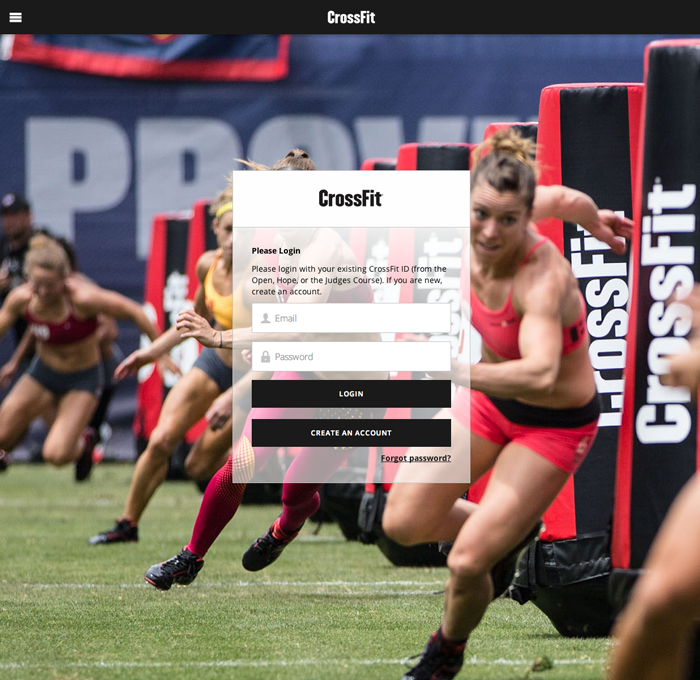 CrossFit
PROV
CrossFit
Please Login
Please login with your existing CrossFit ID (from the
Open, Hope, or the Judges Course). If you are new,
create an account.
Email
Password
LOGIN
CREATE AN ACCOUNT
Forgot password?
CrossFit
CrossFit